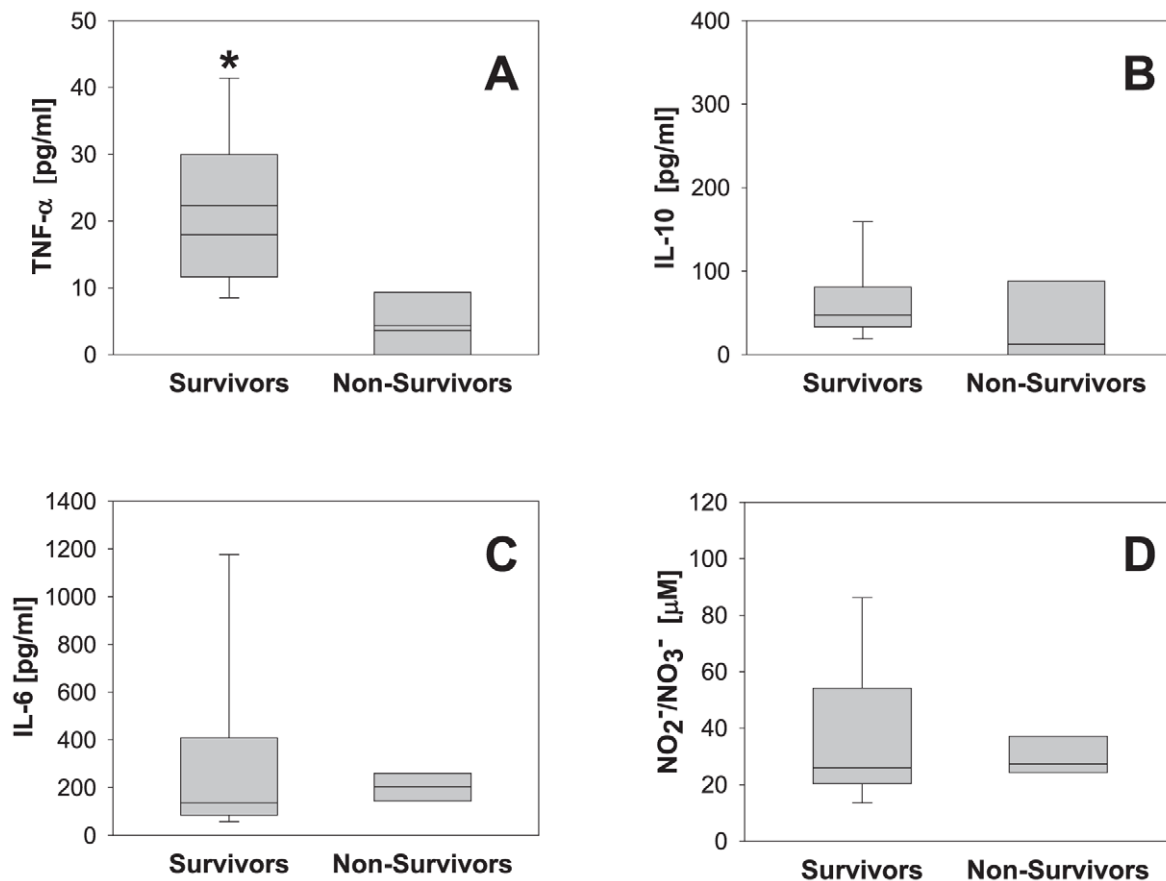 A
*
TNF-α [pg/ml]
50
40
30
20
10
0
Survivors Non-Survivors
B
IL-10 [pg/ml]
400
300
200
100
0
Survivors Non-Survivors
C
IL-6 [pg/ml]
1400
1200
1000
800
600
400
200
0
Survivors Non-Survivors
D
NO₂⁻/NO₃⁻ [μM]
120
100
80
60
40
20
0
Survivors Non-Survivors